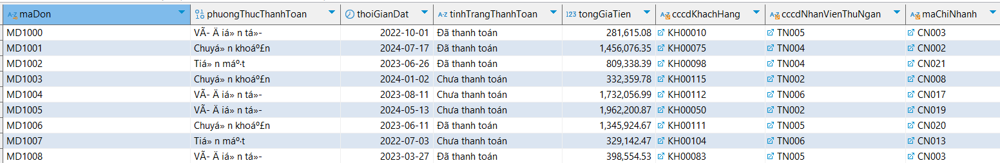 maDon phuongThucThanhToan thoiGianDat tinhTrangThanhToan 123 tongGiaTien cccdKhachHang cccdNhanVienThuNgan maChiNhanh
MD1000 VÃ- Ä iá» n tá»- 2022-10-01 Đã thanh toán 281,615.08 KH00010 TN005 CN003
MD1001 Chuyá» n khoáº£n 2024-07-17 Đã thanh toán 1,456,076.35 KH00075 TN004 CN002
MD1002 Tiá» n máº·t 2023-06-26 Đã thanh toán 809,338.39 KH00098 TN004 CN021
MD1003 Chuyá» n khoáº£n 2024-01-02 Chưa thanh toán 332,359.78 KH00115 TN002 CN008
MD1004 VÃ- Ä iá» n tá»- 2023-08-11 Chưa thanh toán 1,732,056.99 KH00112 TN006 CN017
MD1005 VÃ- Ä iá» n tá»- 2024-05-13 Chưa thanh toán 1,962,200.87 KH00050 TN002 CN019
MD1006 Chuyá» n khoáº£n 2023-06-11 Đã thanh toán 1,345,924.67 KH00111 TN005 CN020
MD1007 Tiá» n máº·t 2022-07-03 Chưa thanh toán 329,142.47 KH00104 TN006 CN013
MD1008 VÃ- Ä iá» n tá»- 2023-03-27 Đã thanh toán 398,554.53 KH00083 TN005 CN003